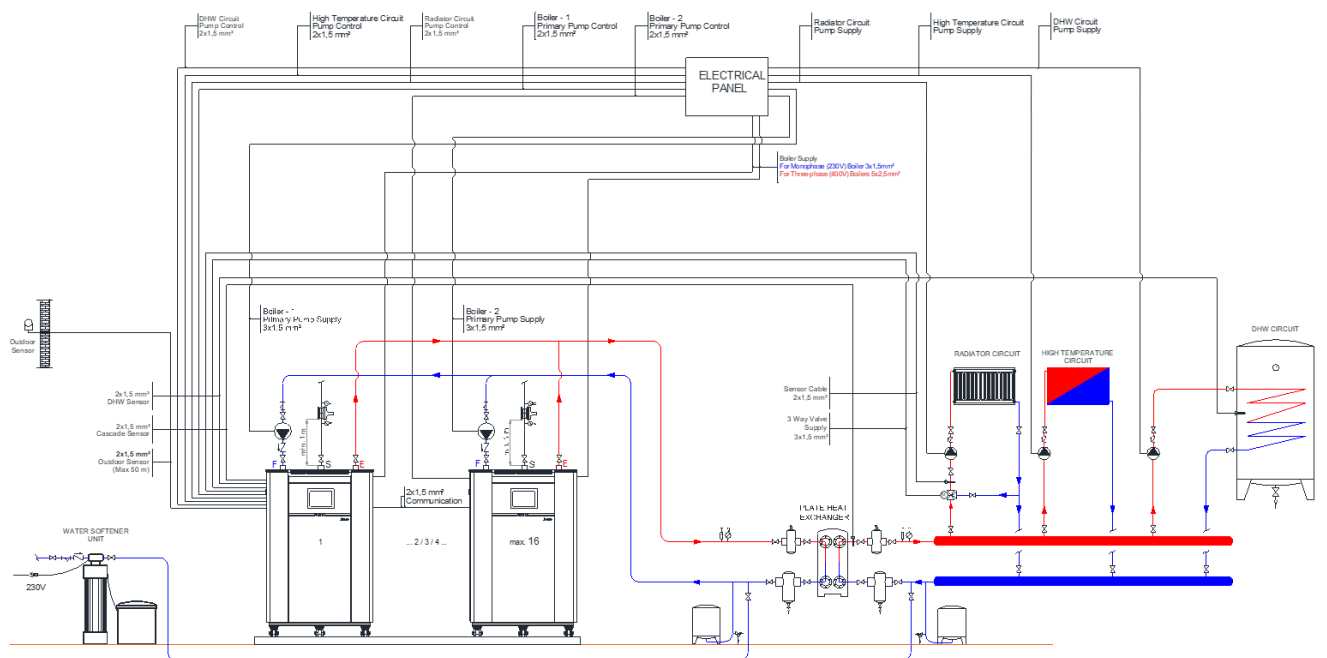 DHW Circuit
Pump Control
2x1,5 mm²
High Temperature Circuit
Pump Control
2x1,5 mm²
Radiator Circuit
Pump Control
2x1,5 mm²
Boiler - 1
Primary Pump Control
2x1,5 mm²
Boiler - 2
Primary Pump Control
2x1,5 mm²
Radiator Circuit
Pump Supply
High Temperature Circuit
Pump Supply
DHW Circuit
Pump Supply
ELECTRICAL
PANEL
Boiler Supply
For Monophase (230V) Boiler 3x1,5mm²
For Three-phase (400V) Boilers 5x2,5mm²
Boiler - 1
Primary Pump Supply
3x1,5 mm²
Boiler - 2
Primary Pump Supply
3x1,5 mm²
Outdoor
Sensor
DHW CIRCUIT
RADIATOR CIRCUIT
HIGH TEMPERATURE
CIRCUIT
2x1,5 mm²
DHW Sensor
Sensor Cable
2x1,5 mm²
2x1,5 mm²
Cascade Sensor
3 Way Valve
Supply
3x1,5 mm²
2x1,5 mm²
Outdoor Sensor
(Max 50 m)
min. 1 m
F
S
E
F
S
E
2x1,5 mm²
Communication
PLATE HEAT
EXCHANGER
WATER SOFTENER
UNIT
1
... 2 / 3 / 4 ...
max. 16
230V